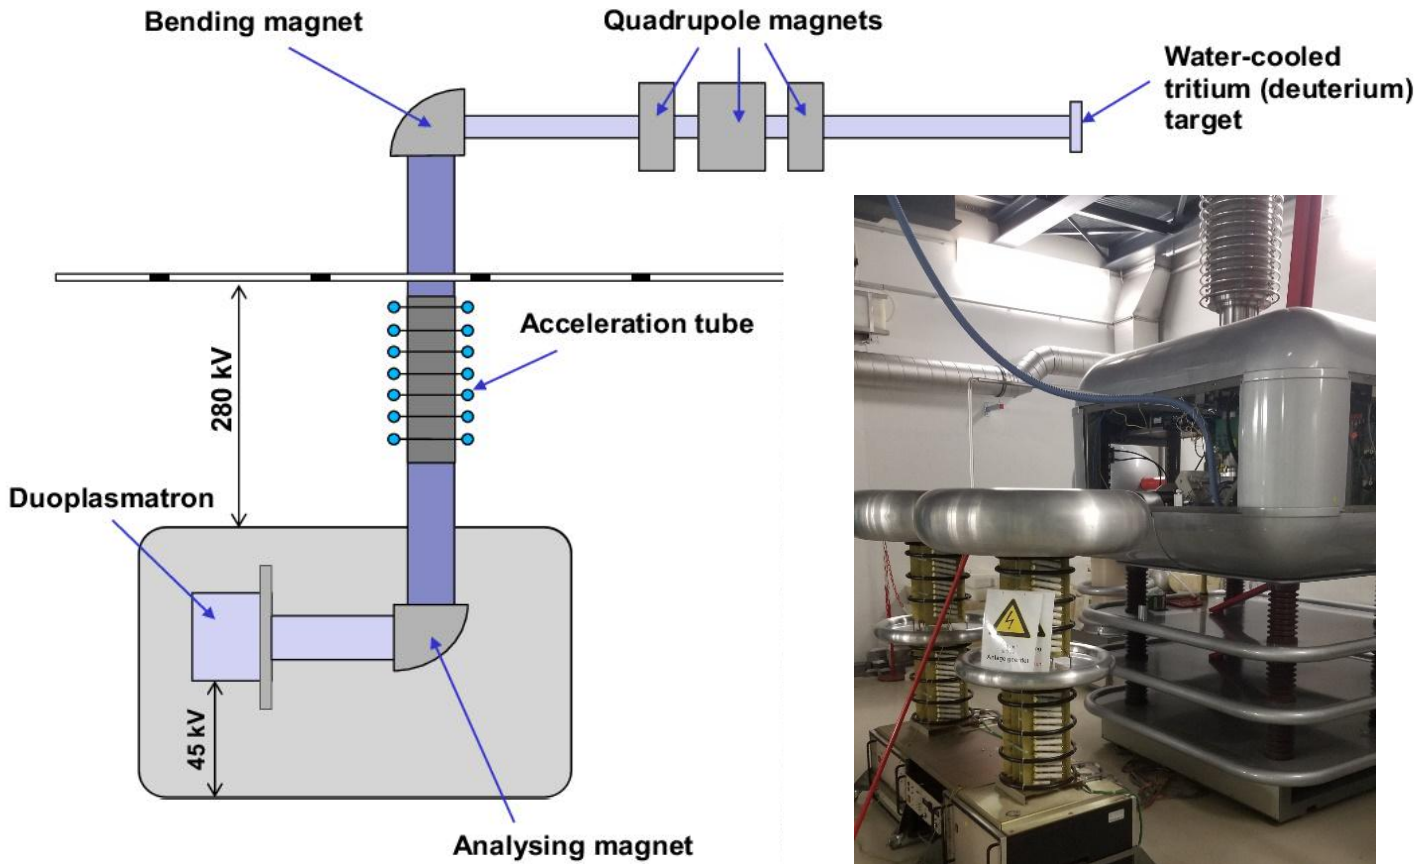 Bending magnet
Quadrupole magnets
Water-cooled
tritium (deuterium)
target
Acceleration tube
280 kV
Duoplasmatron
45 kV
Analysing magnet